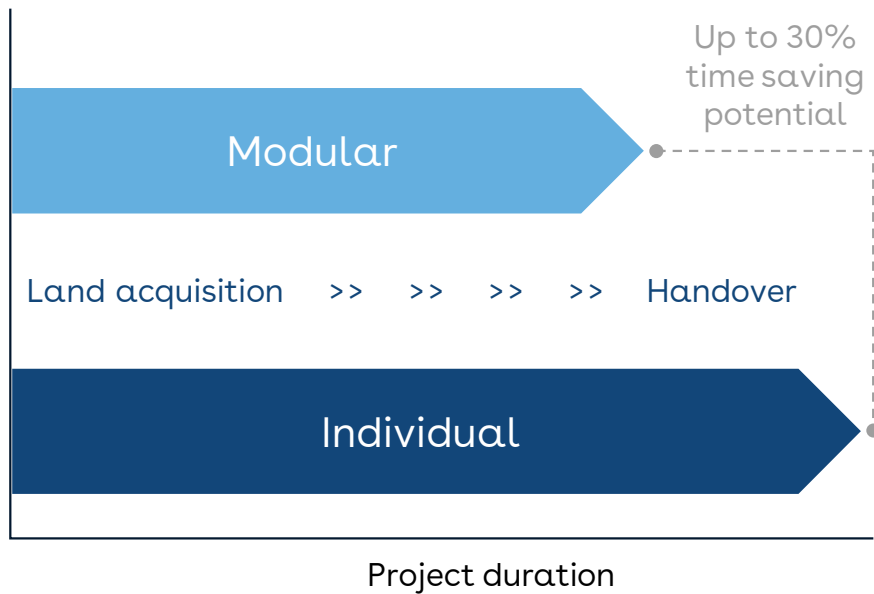 Up to 30%
time saving
potential
Modular
Land acquisition >> >> >> >> Handover
Individual
Project duration